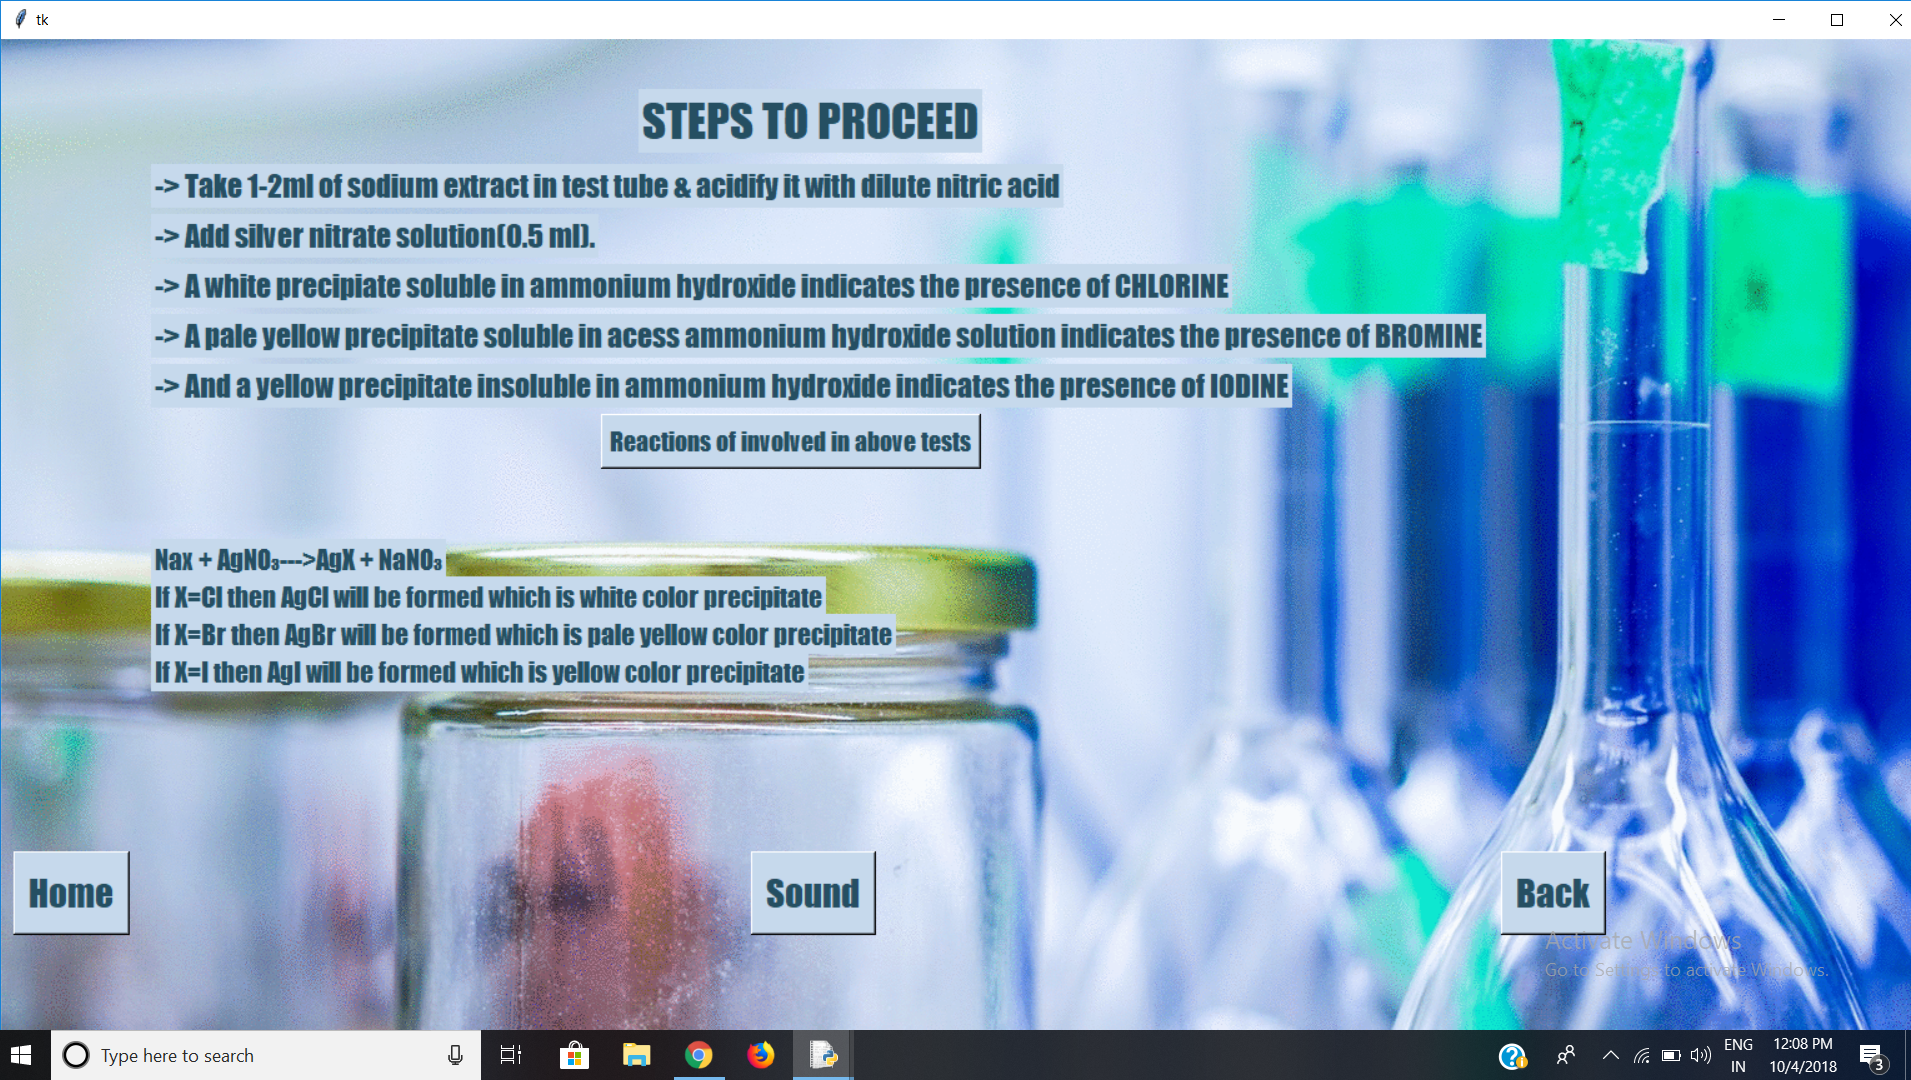 tk
STEPS TO PROCEED
-> Take 1-2ml of sodium extract in test tube & acidify it with dilute nitric acid
-> Add silver nitrate solution(0.5 ml).
-> A white precipiate soluble in ammonium hydroxide indicates the presence of CHLORINE
-> A pale yellow precipitate soluble in acess ammonium hydroxide solution indicates the presence of BROMINE
-> And a yellow precipitate insoluble in ammonium hydroxide indicates the presence of IODINE
Reactions of involved in above tests
Nax + AgNO₃--->AgX + NaNO₃
If X=Cl then AgCl will be formed which is white color precipitate
If X=Br then AgBr will be formed which is pale yellow color precipitate
If X=I then AgI will be formed which is yellow color precipitate
Home
Sound
Back
Activate Windows
Go to Settings to activate Windows.
Type here to search
ENG
IN
12:08 PM
10/4/2018
3